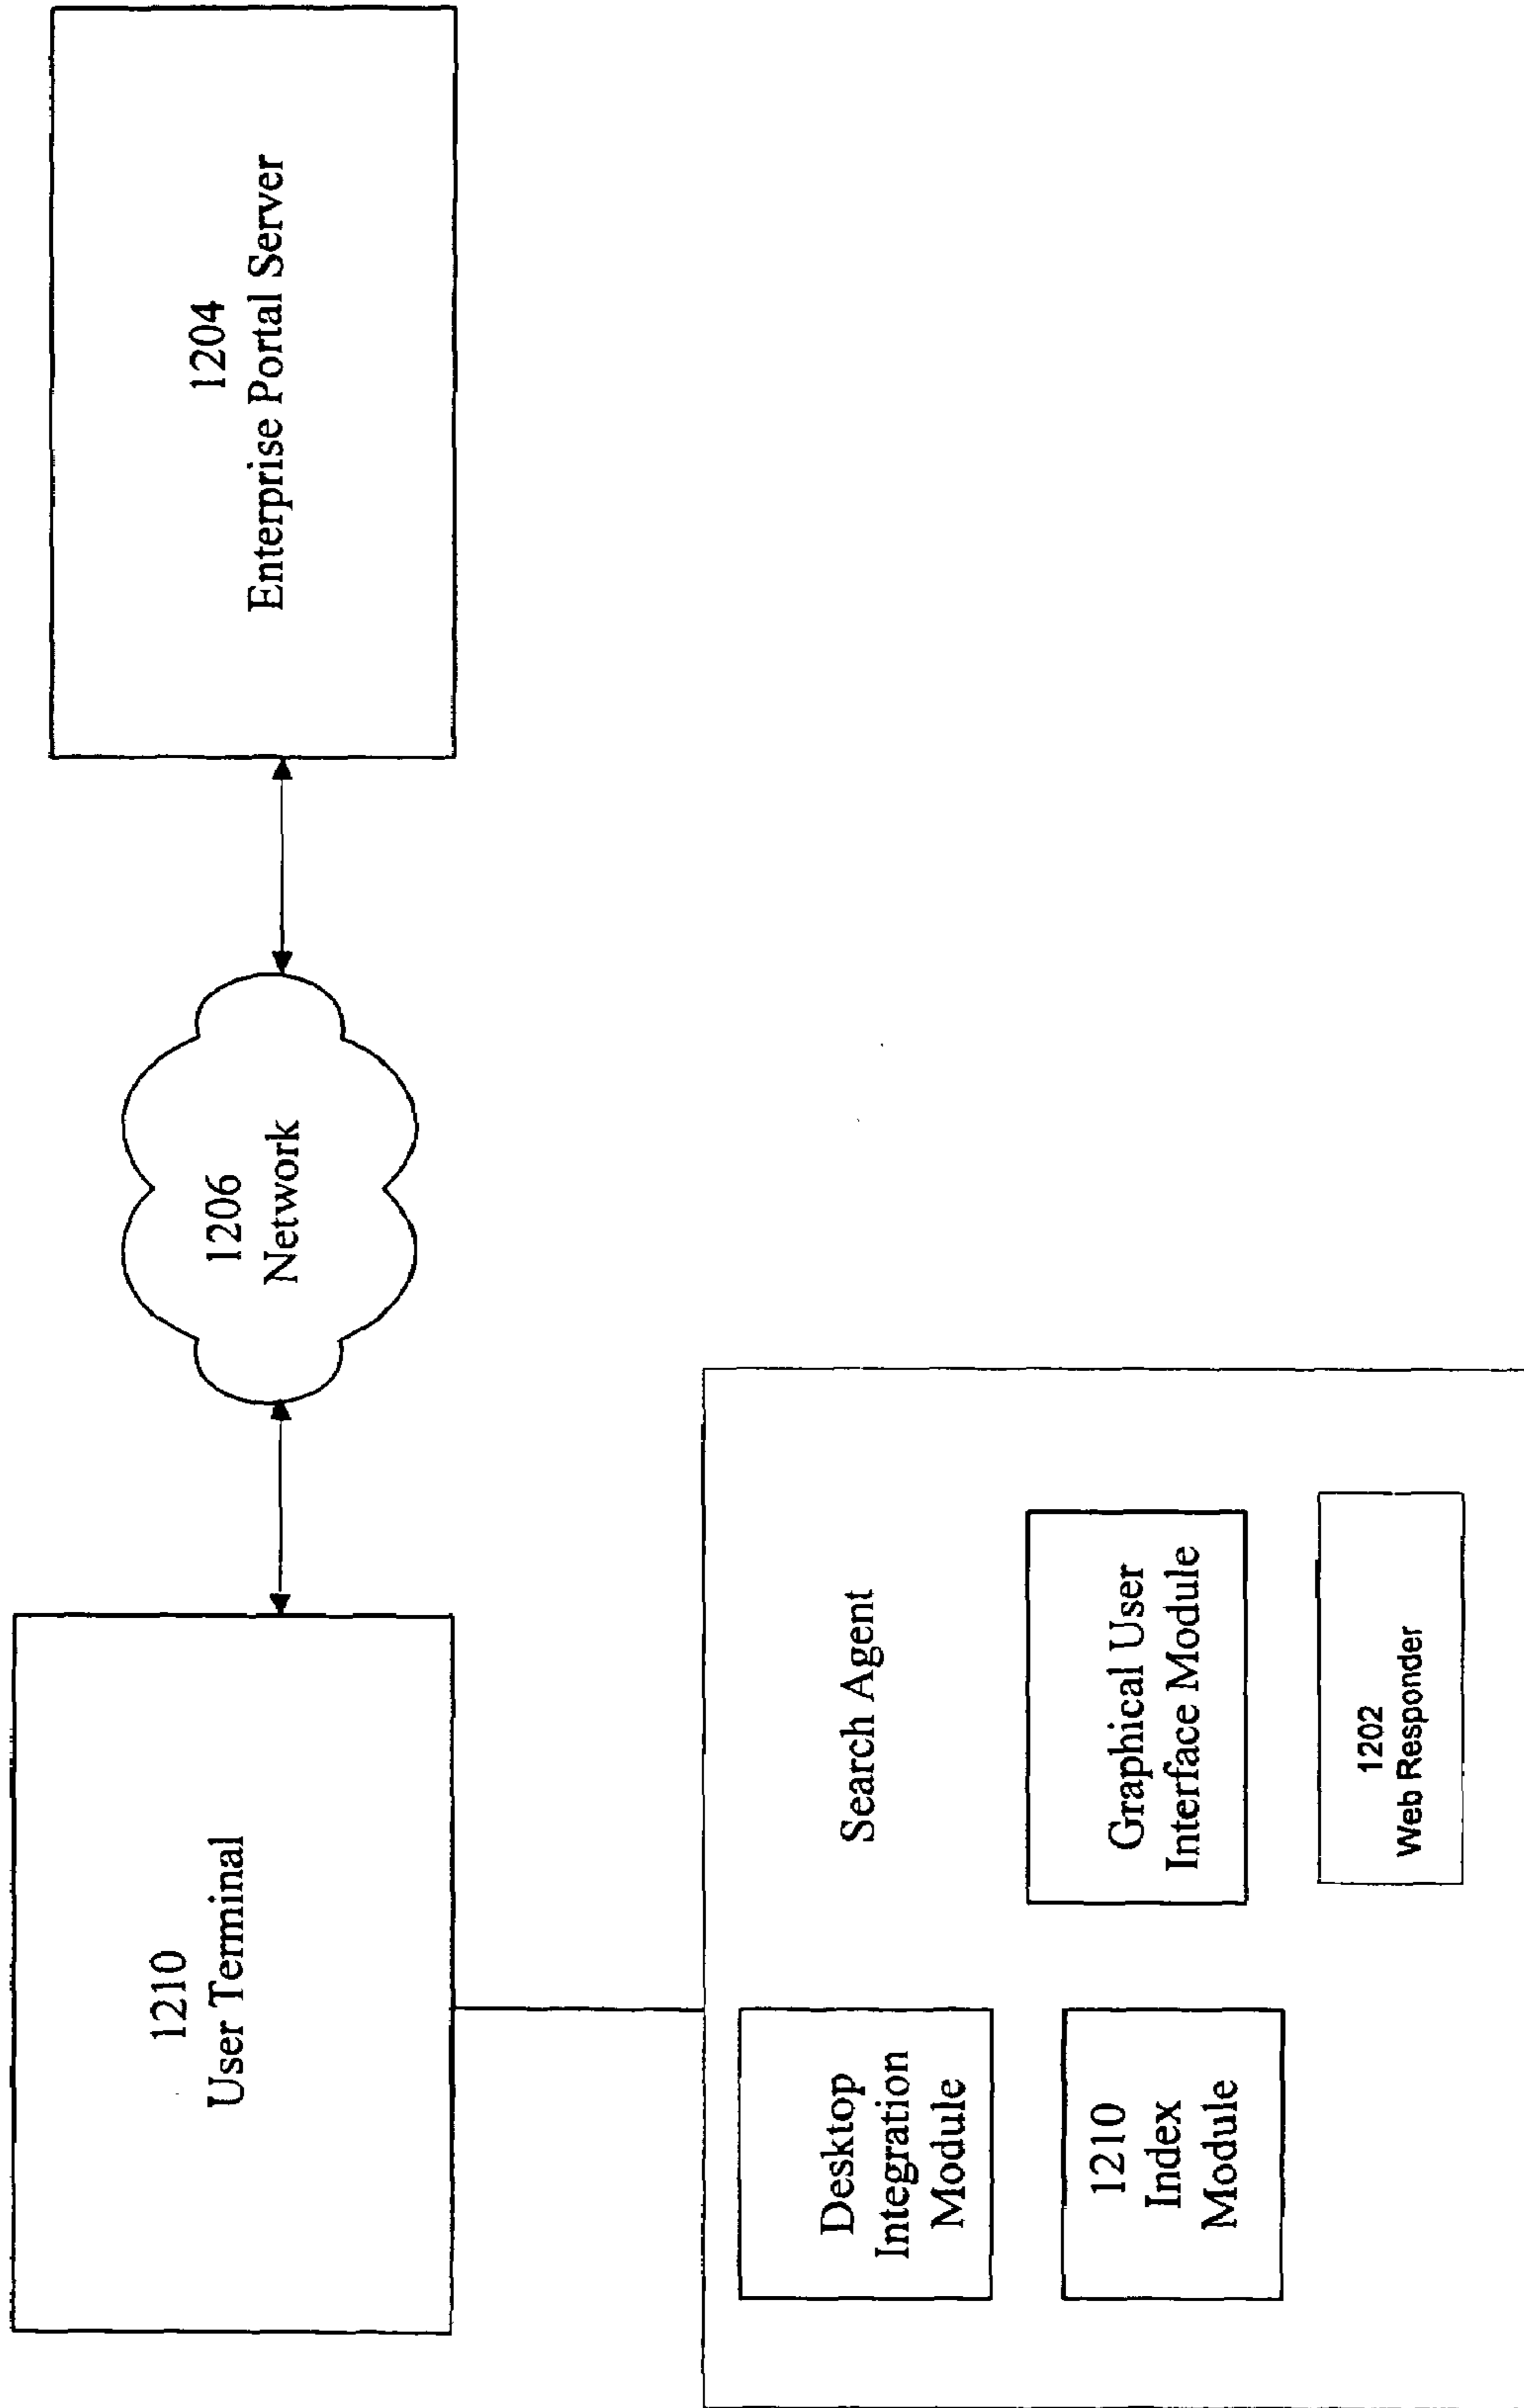 1210
User Terminal
1206
Network
1204
Enterprise Portal Server
Search Agent
Desktop
Integration
Module
Graphical User
Interface Module
1210
Index
Module
1202
Web Responder